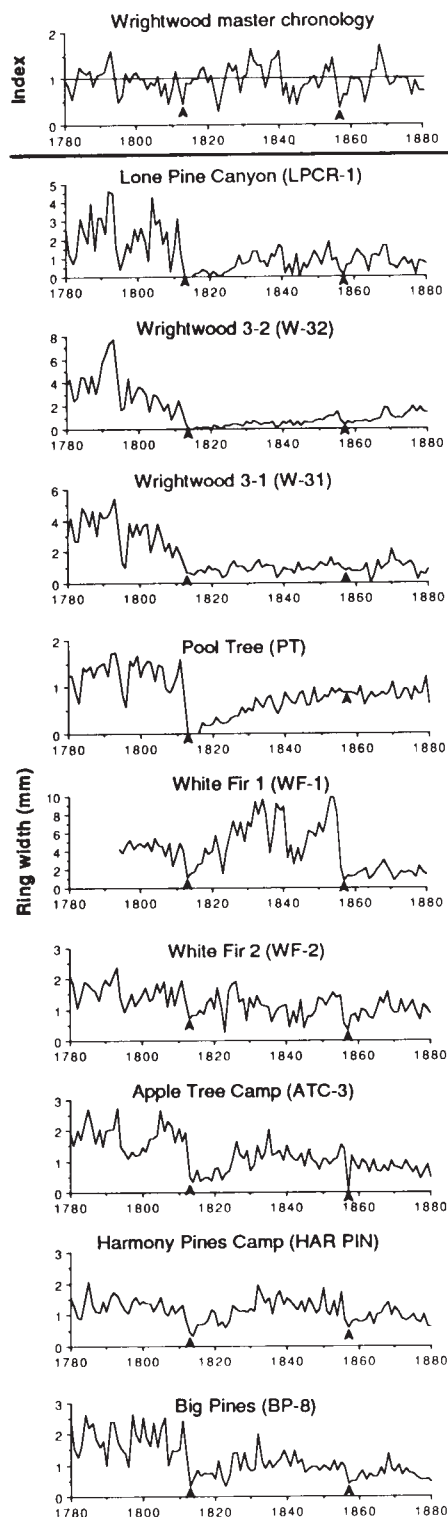 Wrightwood master chronology
Index
2
1
0
1780 1800 1820 1840 1860 1880
Lone Pine Canyon (LPCR-1)
5
4
3
2
1
0
1780 1800 1820 1840 1860 1880
Wrightwood 3-2 (W-32)
8
6
4
2
0
1780 1800 1820 1840 1860 1880
Wrightwood 3-1 (W-31)
6
4
2
0
1780 1800 1820 1840 1860 1880
Pool Tree (PT)
2
1
0
1780 1800 1820 1840 1860 1880
Ring width (mm)
White Fir 1 (WF-1)
10
8
6
4
2
0
1780 1800 1820 1840 1860 1880
White Fir 2 (WF-2)
3
2
1
0
1780 1800 1820 1840 1860 1880
Apple Tree Camp (ATC-3)
3
2
1
0
1780 1800 1820 1840 1860 1880
Harmony Pines Camp (HAR PIN)
3
2
1
0
1780 1800 1820 1840 1860 1880
Big Pines (BP-8)
3
2
1
0
1780 1800 1820 1840 1860 1880